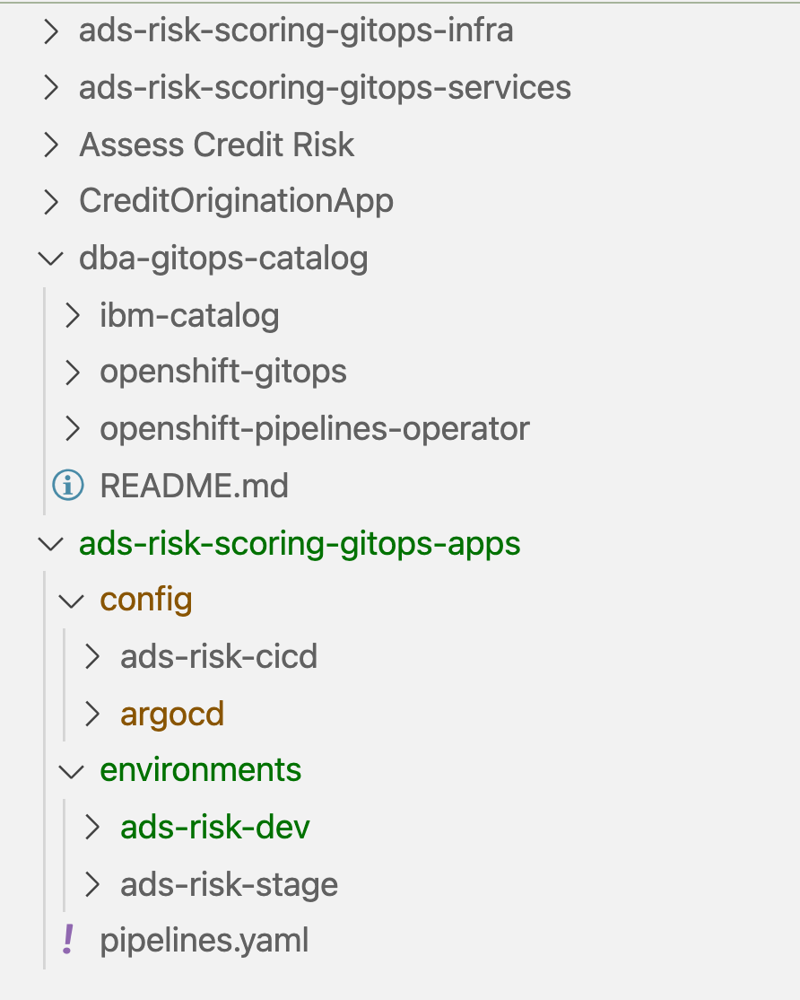 ads-risk-scoring-gitops-infra
ads-risk-scoring-gitops-services
Assess Credit Risk
CreditOriginationApp
dba-gitops-catalog
ibm-catalog
openshift-gitops
openshift-pipelines-operator
README.md
ads-risk-scoring-gitops-apps
config
ads-risk-cicd
argocd
environments
ads-risk-dev
ads-risk-stage
! pipelines.yaml